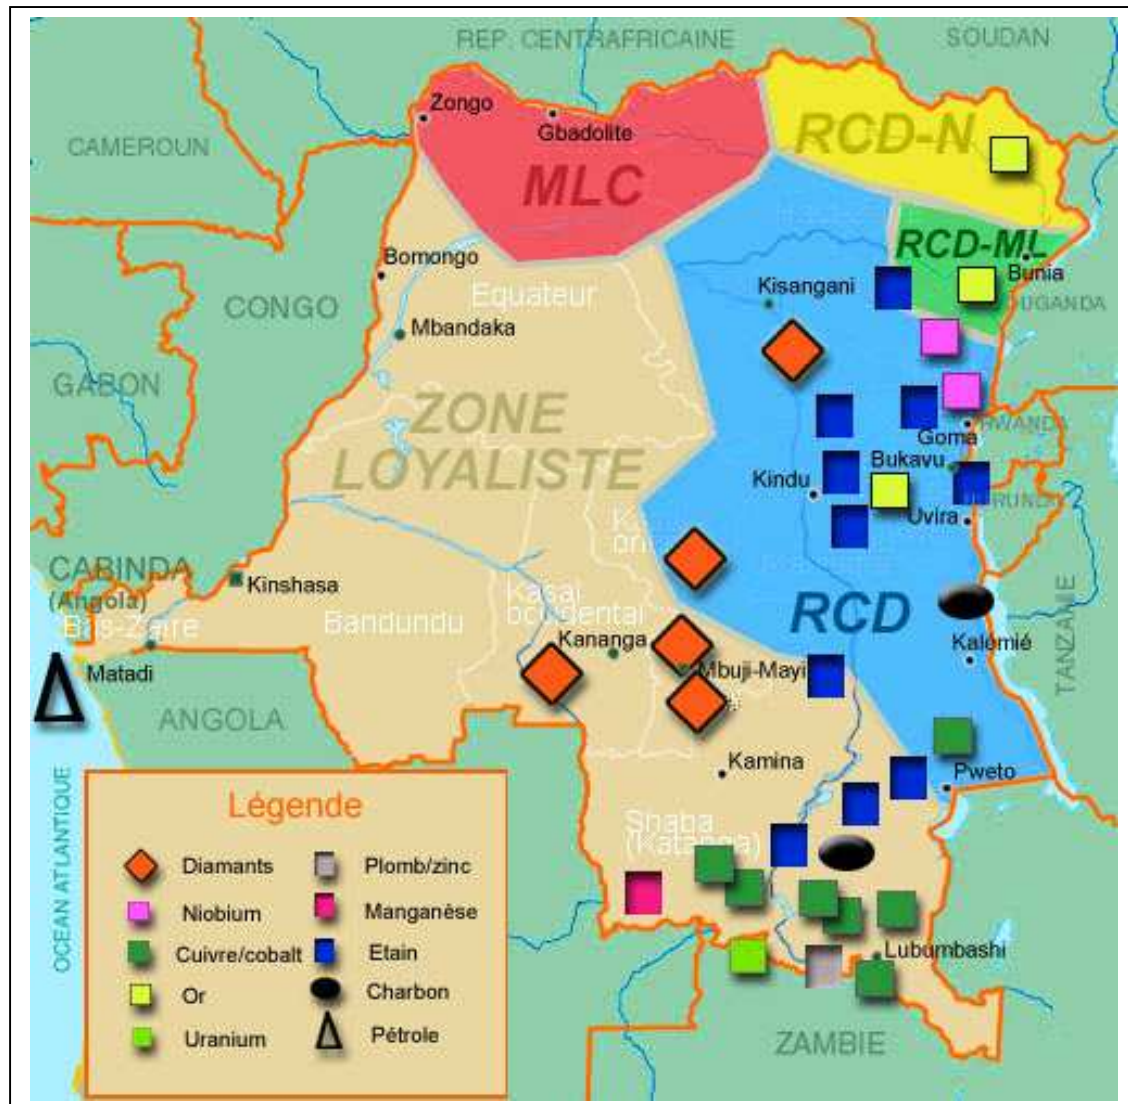 REP. CENTRAFRICAINE
SOUDAN
Zongo
Gbadolite
RCD-N
CAMEROUN
MLC
RCD-ML
Bomongo
Bunia
Kisangani
OUGANDA
Equateur
CONGO
Mbandaka
GABON
ZONE
LOYALISTE
Goma
RWANDA
Bukavu
Kindu
Uvira
CABINDA
(Angola)
Kinshasa
Bas-Zaire
Bandundu
Kasai
occidental
RCD
Kananga
Kalémié
TANZANIE
Matadi
Mbuji-Mayi
ANGOLA
Kamina
Pweto
OCEAN ATLANTIQUE
Légende
Shaba
(Katanga)
Diamants
Plomb/zinc
Niobium
Manganèse
Cuivre/cobalt
Etain
Lubumbashi
Or
Charbon
Uranium
Pétrole
ZAMBIE